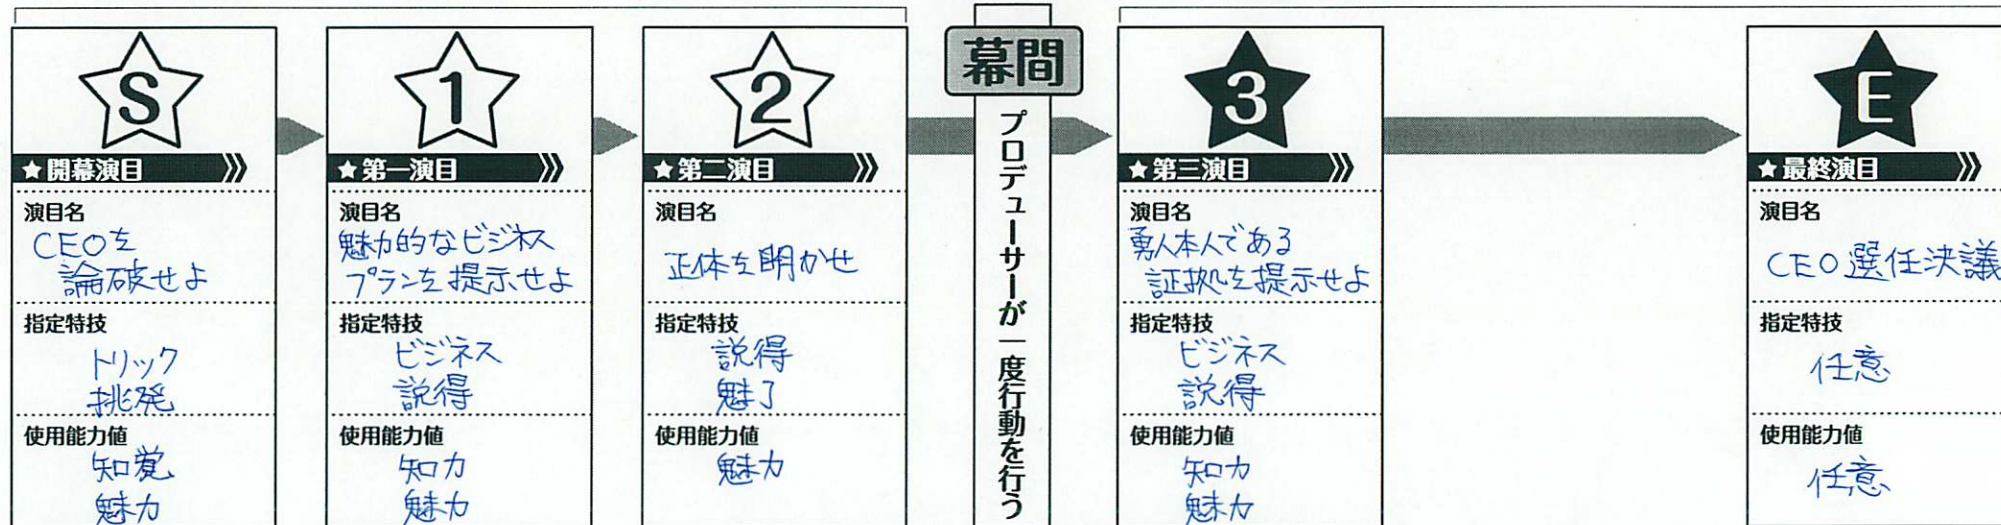 S
★開幕演目
演目名
CEOを
論破せよ
指定特技
トリック
挑発
使用能力値
知覚
魅力
1
★第一演目
演目名
魅力的なビジネス
プランを提示せよ
指定特技
ビジネス
説得
使用能力値
知力
魅力
2
★第二演目
演目名
正体を明かせ
指定特技
説得
魅了
使用能力値
魅力
幕間
プロデューサーが一度行動を行う
3
★第三演目
演目名
勇人本人である
証拠を提示せよ
指定特技
ビジネス
説得
使用能力値
知力
魅力
E
★最終演目
演目名
CEO選任決議
指定特技
任意
使用能力値
任意